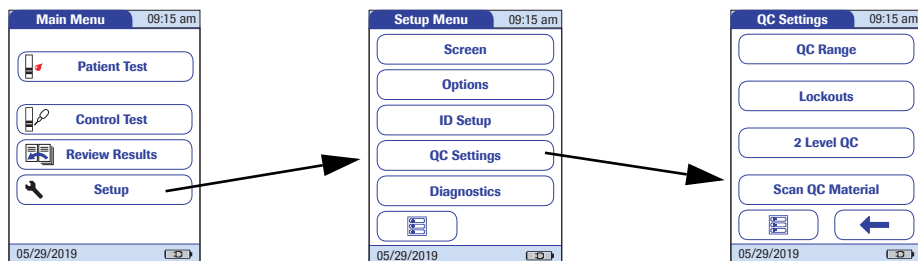 Main Menu 09:15 am
Patient Test
Control Test
Review Results
Setup
05/29/2019
Setup Menu 09:15 am
Screen
Options
ID Setup
QC Settings
Diagnostics
05/29/2019
QC Settings 09:15 am
QC Range
Lockouts
2 Level QC
Scan QC Material
05/29/2019